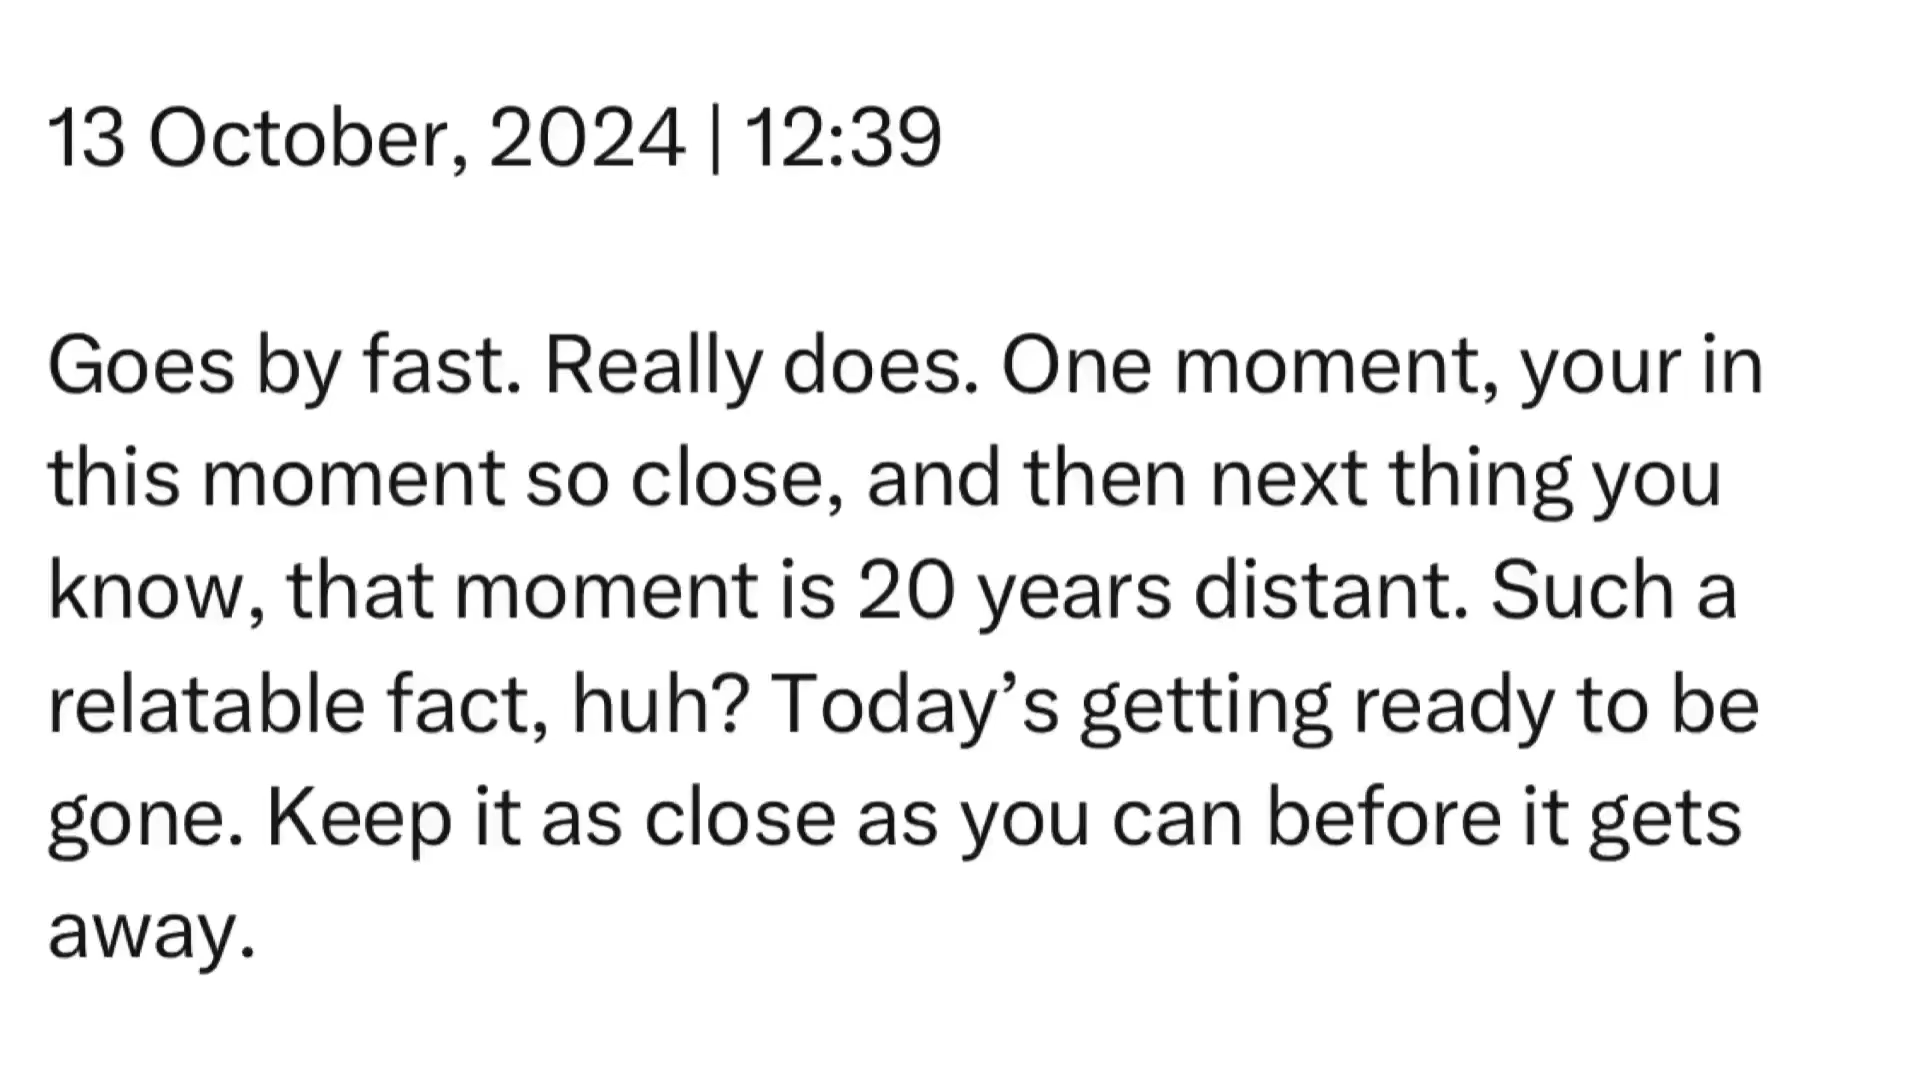 13 October, 2024 | 12:39
Goes by fast. Really does. One moment, your in
this moment so close, and then next thing you
know, that moment is 20 years distant. Such a
relatable fact, huh? Today’s getting ready to be
gone. Keep it as close as you can before it gets
away.